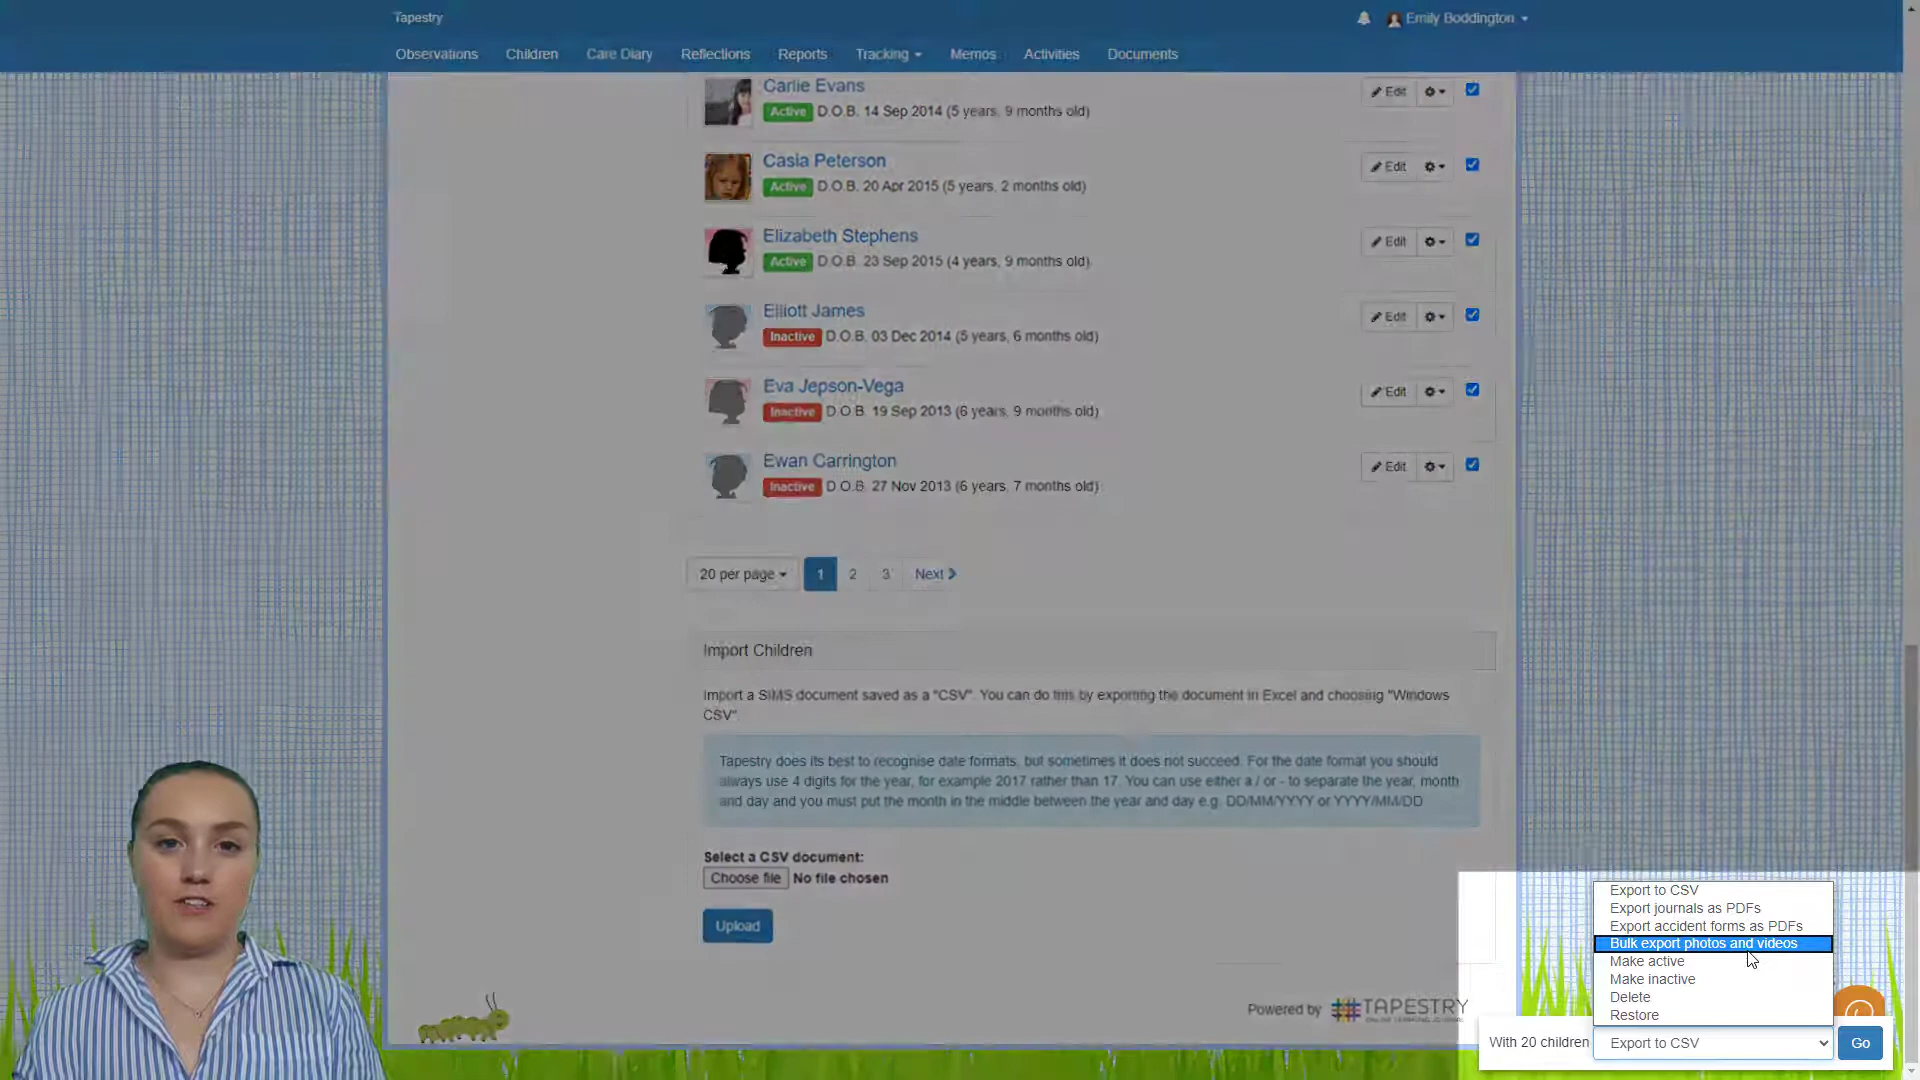 Tapestry
Emily Boddington
Observations Children Care Diary Reflections Reports Tracking Memos Activities Documents
Carlie Evans
Active D.O.B. 14 Sep 2014 (5 years, 9 months old)
Edit
Casia Peterson
Active D.O.B. 20 Apr 2015 (5 years, 2 months old)
Edit
Elizabeth Stephens
Active D.O.B. 23 Sep 2015 (4 years, 9 months old)
Edit
Elliott James
Inactive D.O.B. 03 Dec 2014 (5 years, 6 months old)
Edit
Eva Jepson-Vega
Inactive D.O.B. 19 Sep 2013 (6 years, 9 months old)
Edit
Ewan Carrington
Inactive D.O.B. 27 Nov 2013 (6 years, 7 months old)
Edit
20 per page 1 2 3 Next
Import Children
Import a SIMS document saved as a "CSV". You can do this by exporting the document in Excel and choosing "Windows
CSV".
Tapestry does its best to recognise date formats, but sometimes it does not succeed. For the date format you should
always use 4 digits for the year, for example 2017 rather than 17. You can use either a / or - to separate the year, month
and day and you must put the month in the middle between the year and day e.g. DD/MM/YYYY or YYYY/MM/DD
Select a CSV document:
Choose file No file chosen
Upload
Export to CSV
Export journals as PDFs
Export accident forms as PDFs
Bulk export photos and videos
Make active
Make inactive
Delete
Restore
Powered by TAPESTRY
ONLINE LEARNING JOURNAL
With 20 children Export to CSV Go